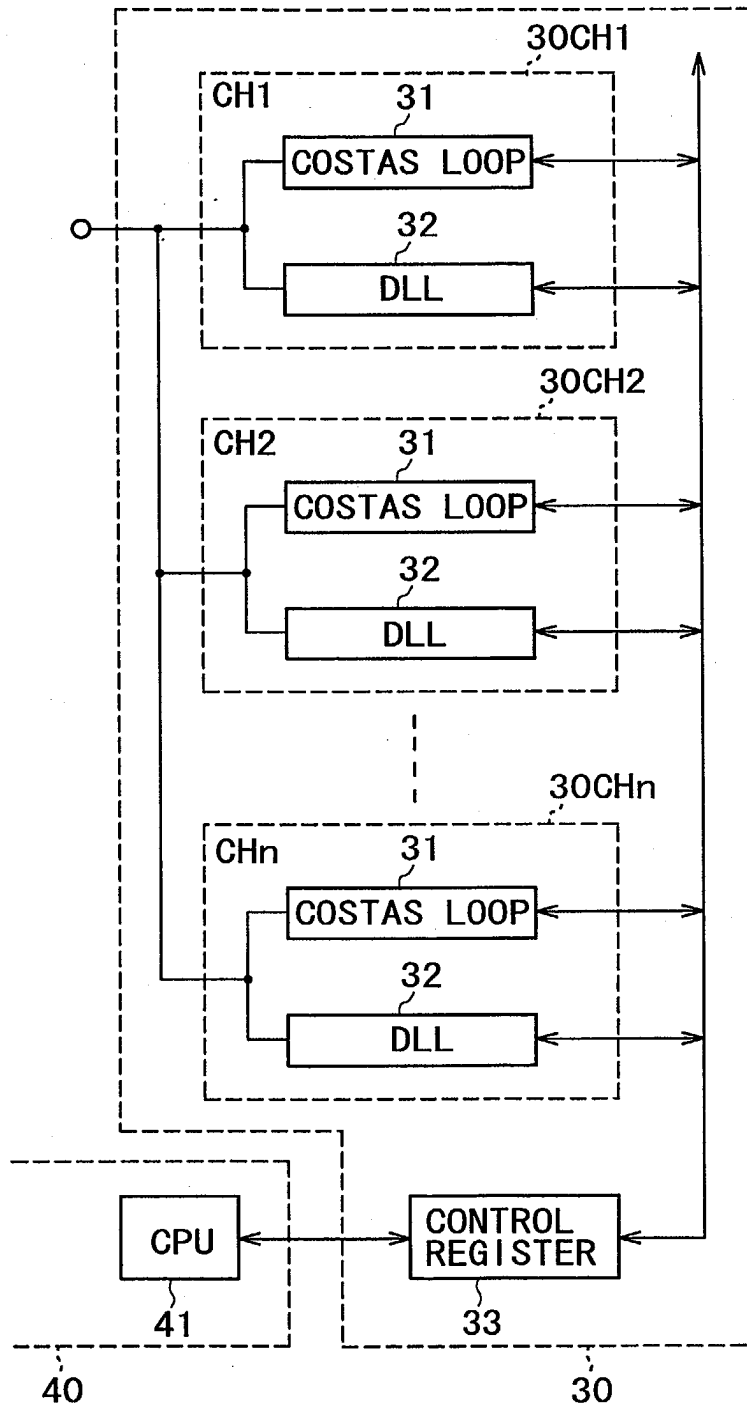 30CH1
CH1
31
COSTAS LOOP
32
DLL
30CH2
CH2
31
COSTAS LOOP
32
DLL
30CHn
CHn
31
COSTAS LOOP
32
DLL
CPU
41
CONTROL
REGISTER
33
40
30